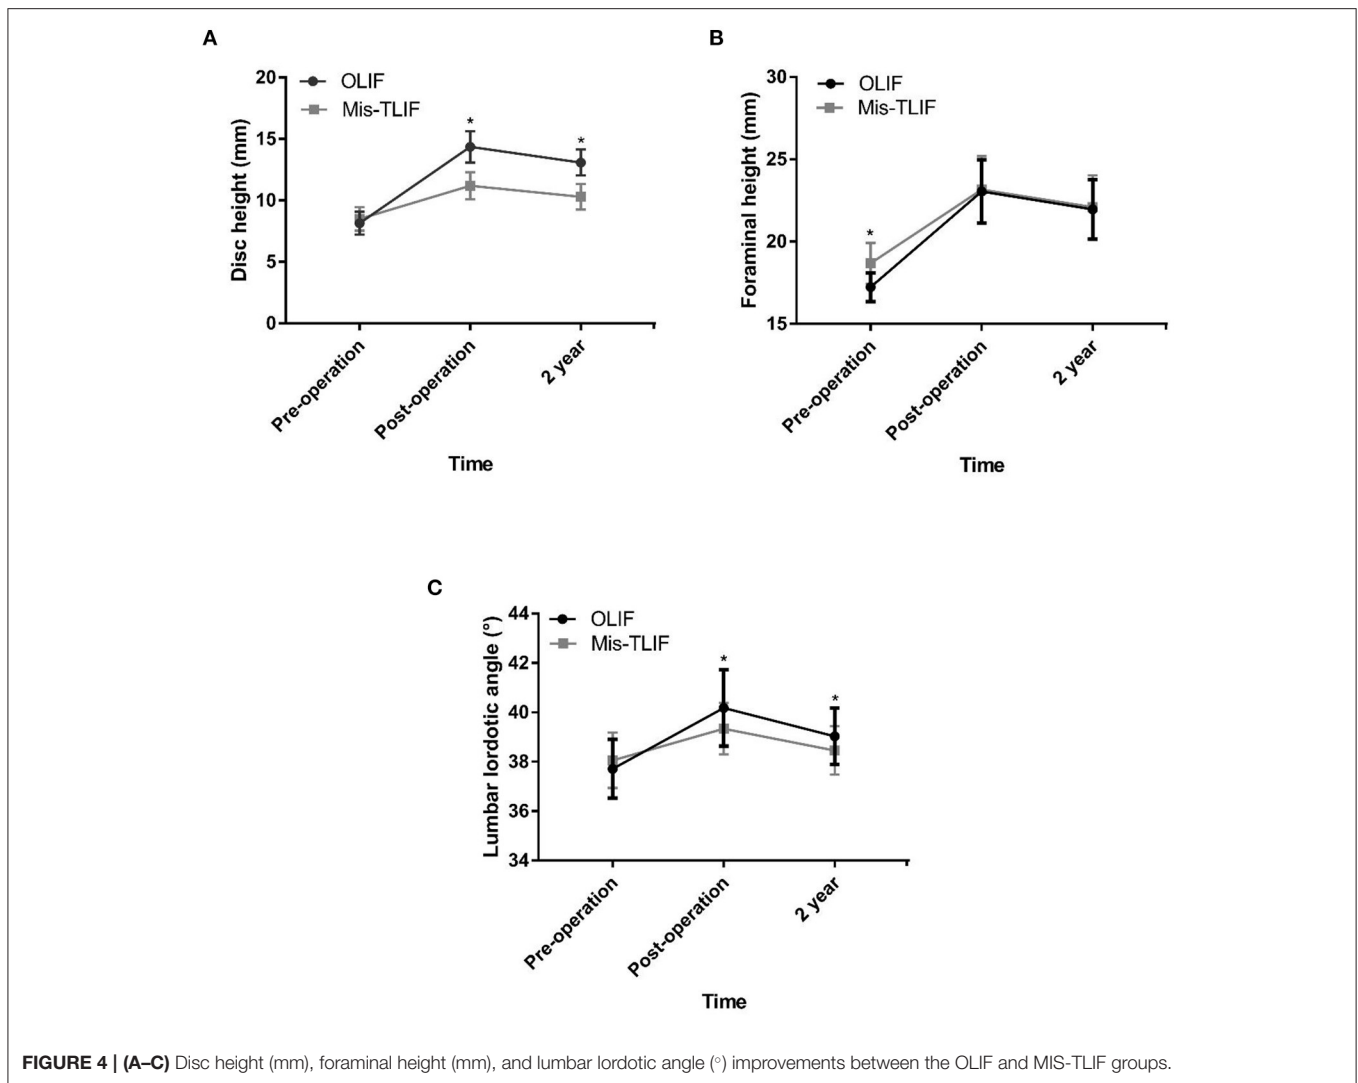 A
20
15
10
5
0
Disc height (mm)
OLIF
Mis-TLIF
*
*
Pre-operation
Post-operation
2 year
Time
B
30
25
20
15
Foraminal height (mm)
OLIF
Mis-TLIF
*
Pre-operation
Post-operation
2 year
Time
C
44
42
40
38
36
34
Lumbar lordotic angle (°)
OLIF
Mis-TLIF
*
*
Pre-operation
Post-operation
2 year
Time
FIGURE 4 | (A–C) Disc height (mm), foraminal height (mm), and lumbar lordotic angle (°) improvements between the OLIF and MIS-TLIF groups.